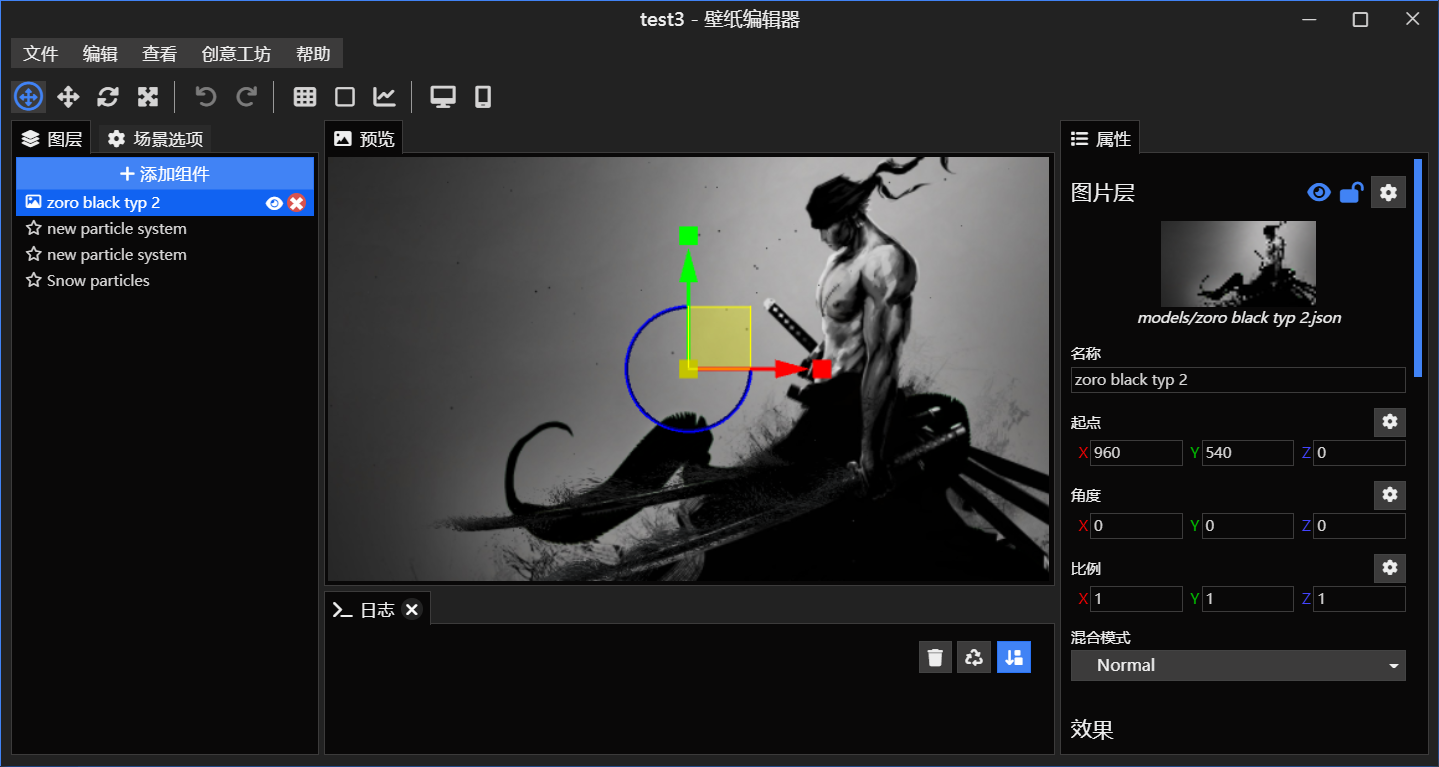 test3 - 壁纸编辑器
文件 编辑 查看 创意工坊 帮助
图层 场景选项
添加组件
zoro black typ 2
new particle system
new particle system
Snow particles
预览
日志
属性
图片层
models/zoro black typ 2.json
名称
zoro black typ 2
起点
X 960 Y 540 Z 0
角度
X 0 Y 0 Z 0
比例
X 1 Y 1 Z 1
混合模式
Normal
效果